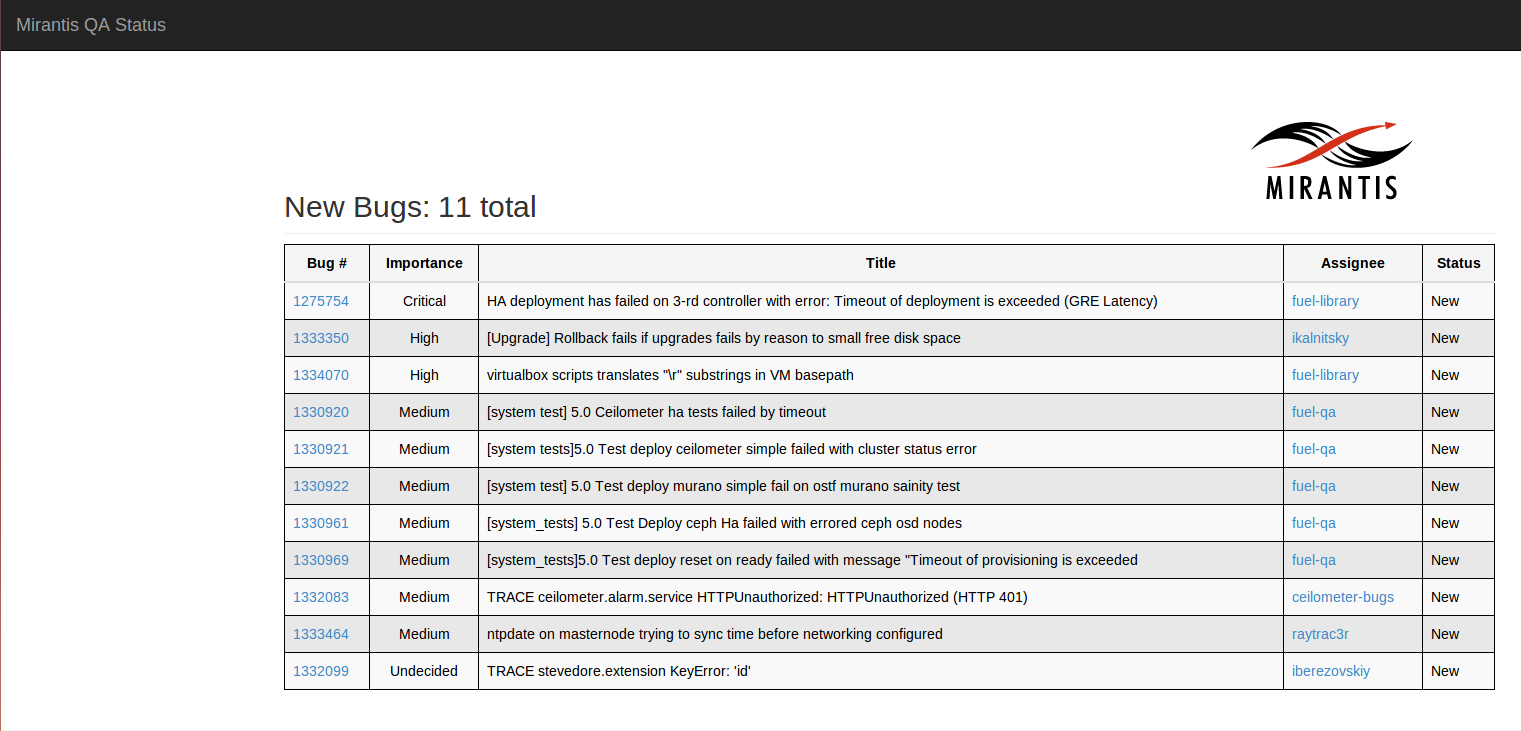 Mirantis QA Status
MIRANTIS
New Bugs: 11 total
Bug # Importance Title Assignee Status
1275754 Critical HA deployment has failed on 3-rd controller with error: Timeout of deployment is exceeded (GRE Latency) fuel-library New
1333350 High [Upgrade] Rollback fails if upgrades fails by reason to small free disk space ikalnitsky New
1334070 High virtualbox scripts translates "\r" substrings in VM basepath fuel-library New
1330920 Medium [system test] 5.0 Ceilometer ha tests failed by timeout fuel-qa New
1330921 Medium [system tests]5.0 Test deploy ceilometer simple failed with cluster status error fuel-qa New
1330922 Medium [system test] 5.0 Test deploy murano simple fail on ostf murano sainity test fuel-qa New
1330961 Medium [system_tests] 5.0 Test Deploy ceph Ha failed with errored ceph osd nodes fuel-qa New
1330969 Medium [system_tests]5.0 Test deploy reset on ready failed with message "Timeout of provisioning is exceeded fuel-qa New
1332083 Medium TRACE ceilometer.alarm.service HTTPUnauthorized: HTTPUnauthorized (HTTP 401) ceilometer-bugs New
1333464 Medium ntpdate on masternode trying to sync time before networking configured raytrac3r New
1332099 Undecided TRACE stevedore.extension KeyError: 'id' iberezovskiy New